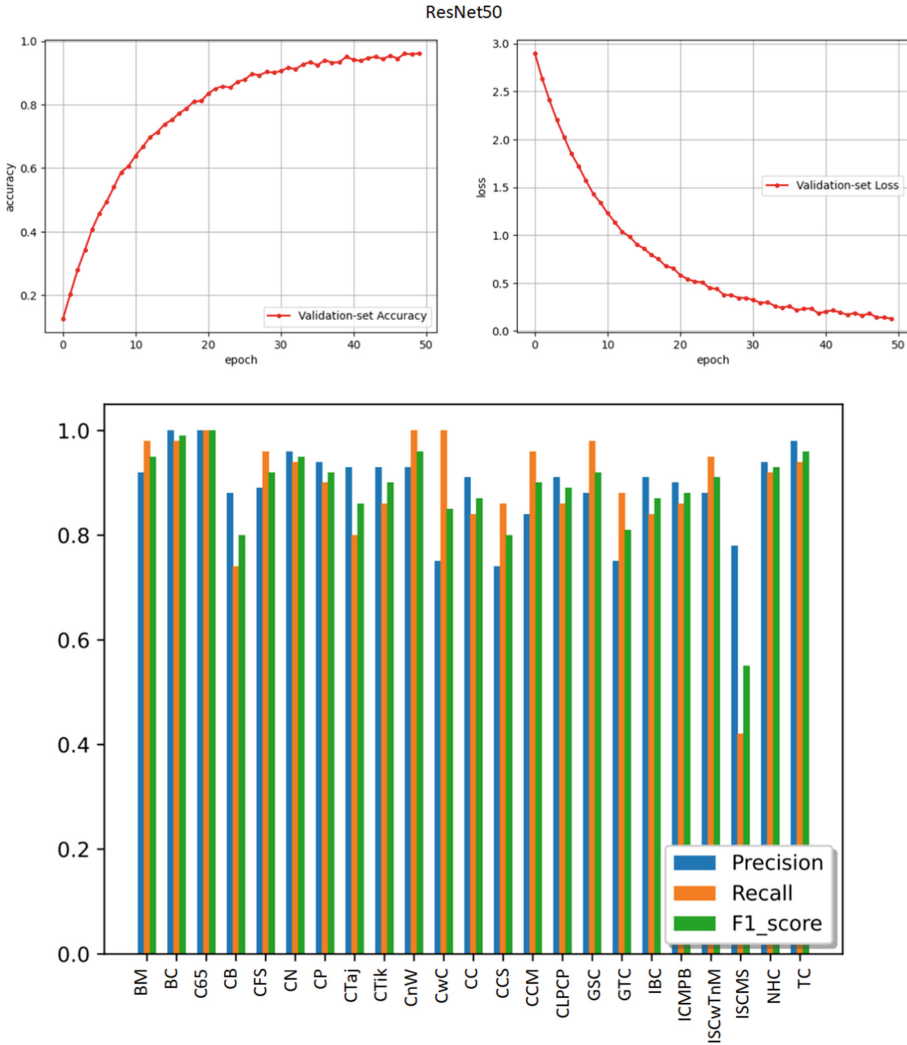 ResNet50
1.0
0.8
0.6
0.4
0.2
accuracy
Validation-set Accuracy
0 10 20 30 40 50
epoch
3.0
2.5
2.0
1.5
1.0
0.5
0.0
loss
Validation-set Loss
0 10 20 30 40 50
epoch
1.0
0.8
0.6
0.4
0.2
0.0
Precision
Recall
F1_score
BM
BC
C65
CB
CFS
CN
CP
CTaj
CTik
CnW
CwC
CC
CCS
CCM
CLPCP
GSC
GTC
IBC
ICMPB
ISCwTnM
ISCMS
NHC
TC